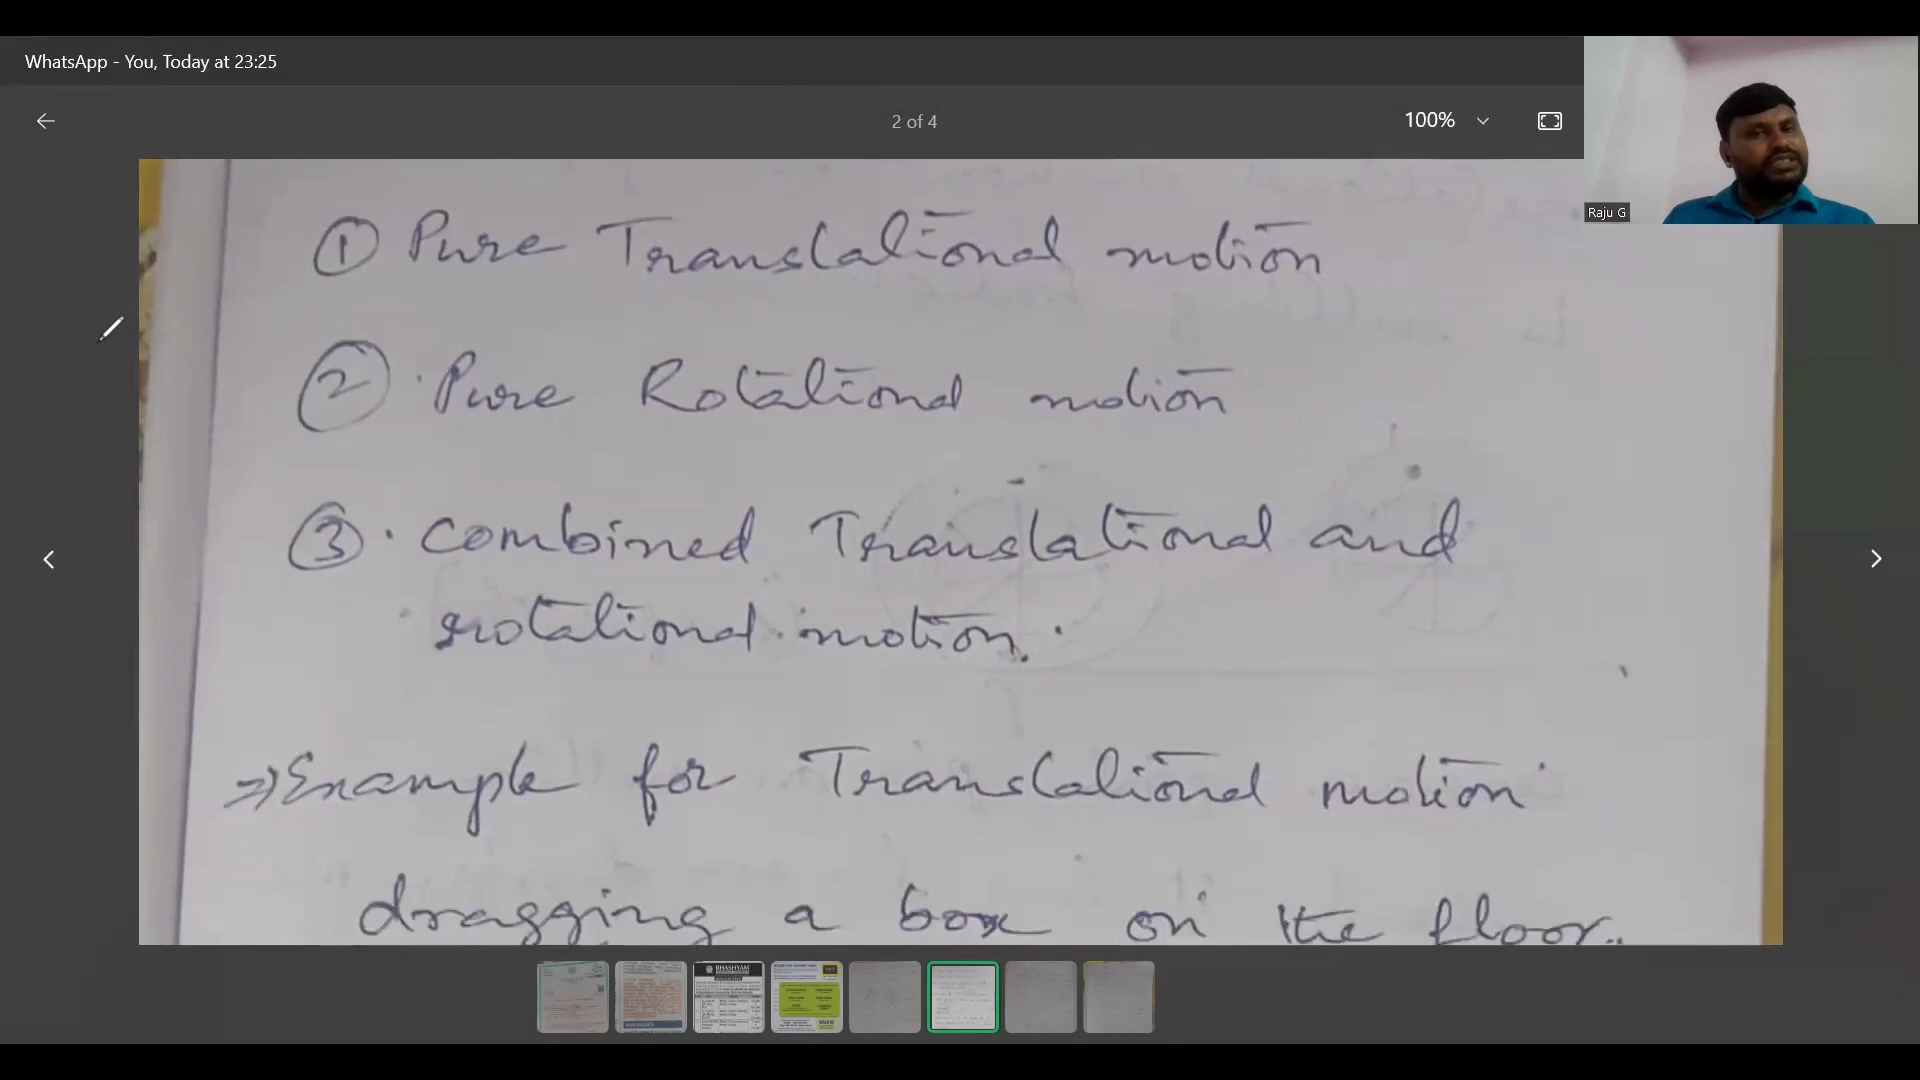 WhatsApp - You, Today at 23:25
2 of 4
100%
Raju G
① Pure Translational motion
② Pure Rotational motion
③ Combined Translational and
rotational motion.
⇒ Example for Translational motion
dragging a box on the floor.
BHASHYAM